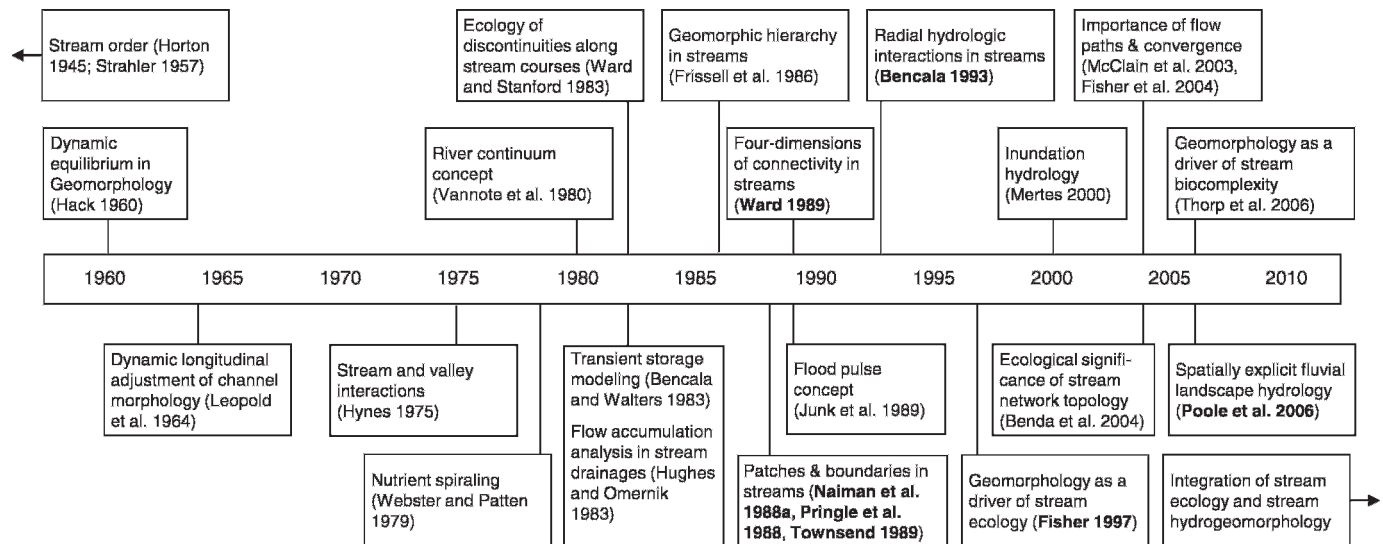 Stream order (Horton
1945; Strahler 1957)
Ecology of
discontinuities along
stream courses (Ward
and Stanford 1983)
Geomorphic hierarchy
in streams
(Frissell et al. 1986)
Radial hydrologic
interactions in streams
(Bencala 1993)
Importance of flow
paths & convergence
(McClain et al. 2003,
Fisher et al. 2004)
Dynamic
equilibrium in
Geomorphology
(Hack 1960)
River continuum
concept
(Vannote et al. 1980)
Four-dimensions
of connectivity in
streams
(Ward 1989)
Inundation
hydrology
(Mertes 2000)
Geomorphology as a
driver of stream
biocomplexity
(Thorp et al. 2006)
1960 1965 1970 1975 1980 1985 1990 1995 2000 2005 2010
Dynamic longitudinal
adjustment of channel
morphology (Leopold
et al. 1964)
Stream and valley
interactions
(Hynes 1975)
Transient storage
modeling (Bencala
and Walters 1983)
Flow accumulation
analysis in stream
drainages (Hughes
and Omernik
1983)
Flood pulse
concept
(Junk et al. 1989)
Ecological signifi-
cance of stream
network topology
(Benda et al. 2004)
Spatially explicit fluvial
landscape hydrology
(Poole et al. 2006)
Nutrient spiraling
(Webster and Patten
1979)
Patches & boundaries in
streams (Naiman et al.
1988a, Pringle et al.
1988, Townsend 1989)
Geomorphology as a
driver of stream
ecology (Fisher 1997)
Integration of stream
ecology and stream
hydrogeomorphology